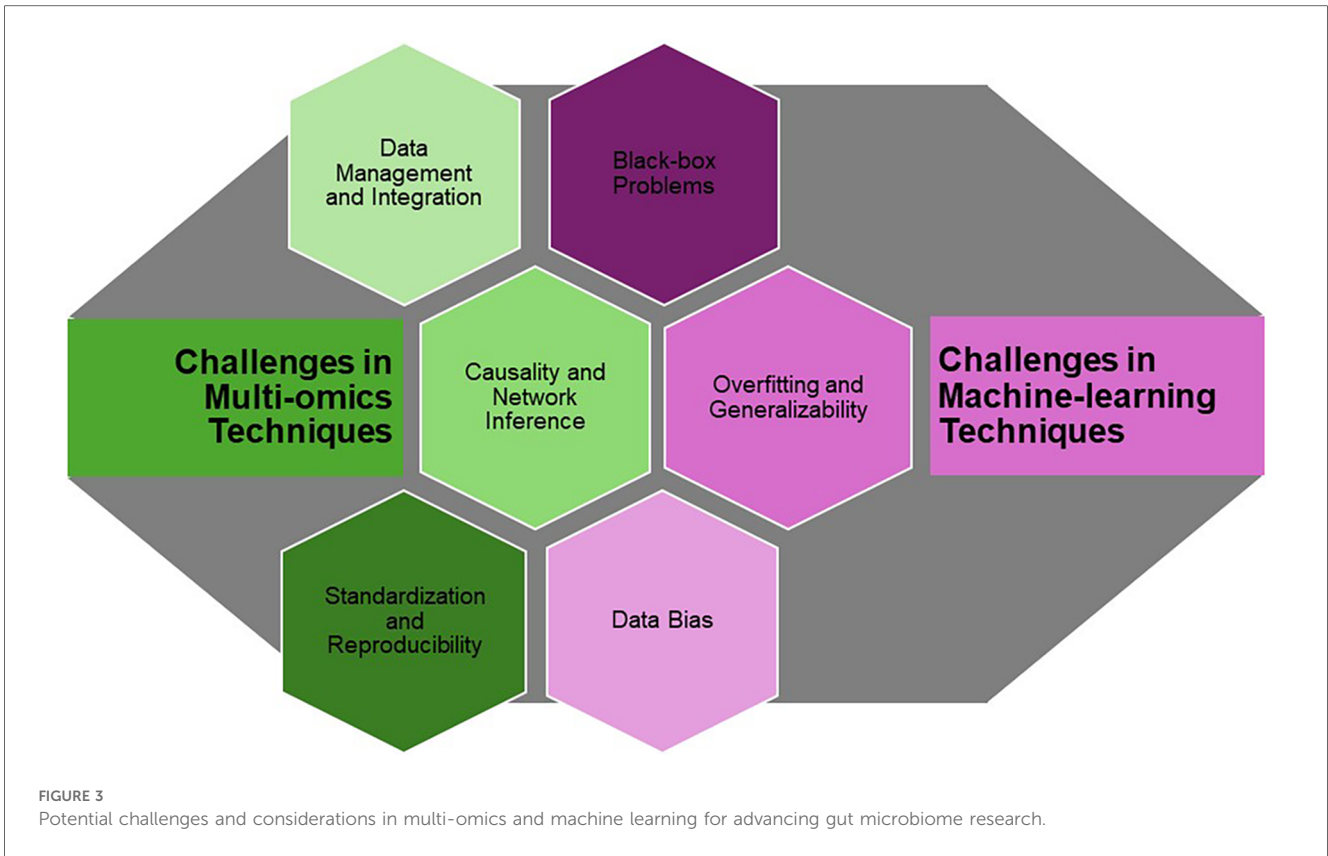 Data
Management
and Integration
Black-box
Problems
Challenges in
Multi-omics
Techniques
Causality and
Network
Inference
Overfitting and
Generalizability
Challenges in
Machine-learning
Techniques
Standardization
and
Reproducibility
Data Bias
FIGURE 3
Potential challenges and considerations in multi-omics and machine learning for advancing gut microbiome research.